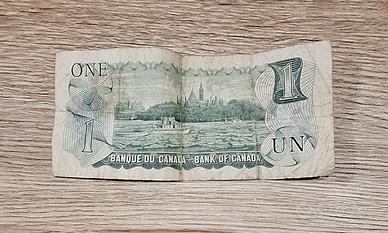 ONE
1
1
UN
BANQUE DU CANADA - BANK OF CANADA